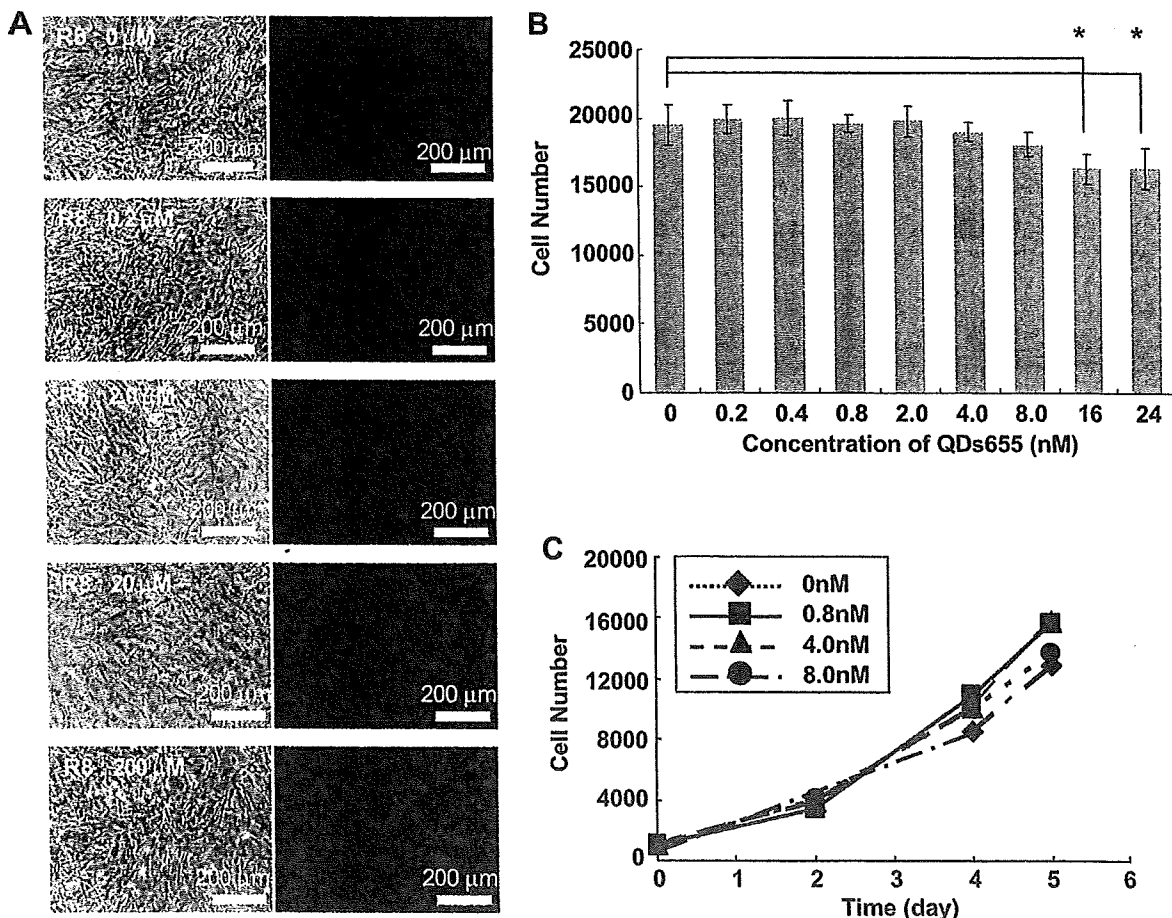 A
R8 : 0 µM
200 µm
200 µm
R8 : 0.2 µM
200 µm
200 µm
200 µm
200 µm
R8 : 20 µM
200 µm
200 µm
R8 : 200 µM
200 µm
200 µm
B
* *
25000
20000
15000
10000
5000
0
Cell Number
0 0.2 0.4 0.8 2.0 4.0 8.0 16 24
Concentration of QDs655 (nM)
C
20000
16000
12000
8000
4000
0
Cell Number
0nM
0.8nM
4.0nM
8.0nM
0 1 2 3 4 5 6
Time (day)